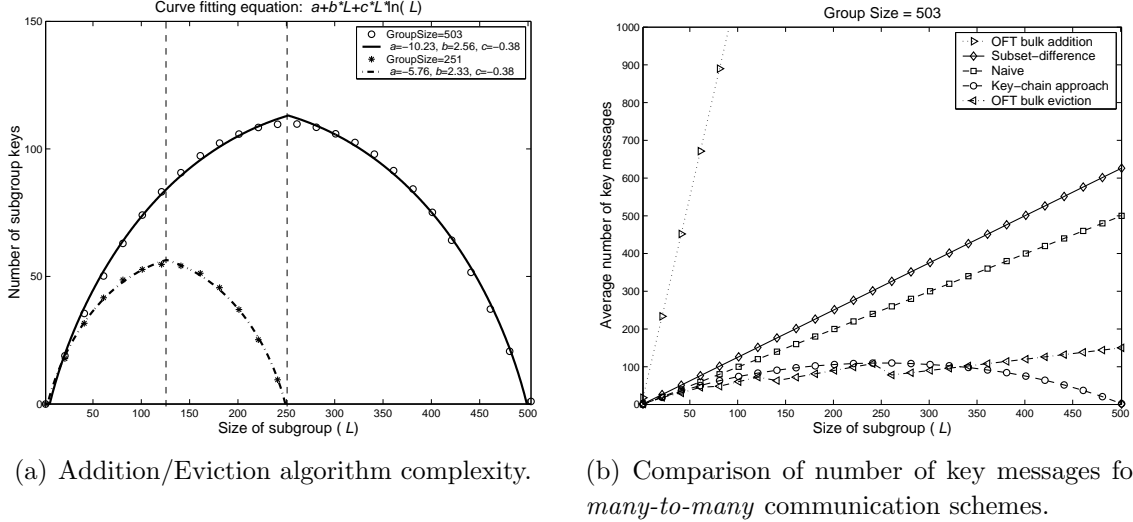 Curve fitting equation: a+b*L+c*L*ln( L)
150
100
50
0
Number of subgroup keys
GroupSize=503
a=−10.23, b=2.56, c=−0.38
GroupSize=251
a=−5.76, b=2.33, c=−0.38
50 100 150 200 250 300 350 400 450 500
Size of subgroup ( L)
(a) Addition/Eviction algorithm complexity.
Group Size = 503
1000
900
800
700
600
500
400
300
200
100
0
Average number of key messages
OFT bulk addition
Subset−difference
Naive
Key−chain approach
OFT bulk eviction
50 100 150 200 250 300 350 400 450 500
Size of subgroup ( L)
(b) Comparison of number of key messages fo
many-to-many communication schemes.